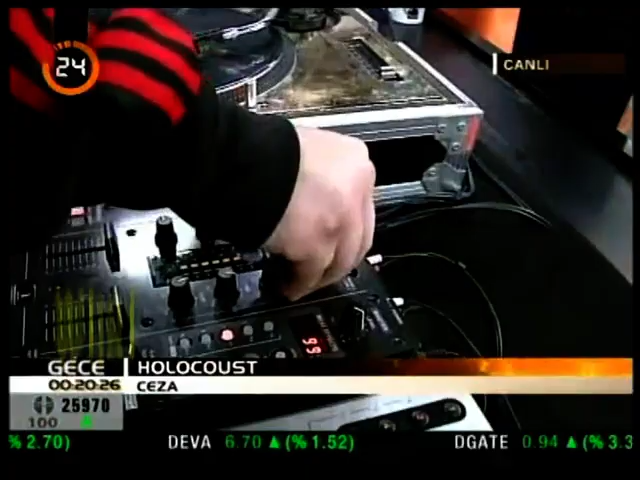 24
CANLI
GECE
HOLOCOUST
00:20:26
CEZA
25970
100
% 2.70) DEVA 6.70 ▲ (% 1.52) DGATE 0.94 ▲ (% 3.3